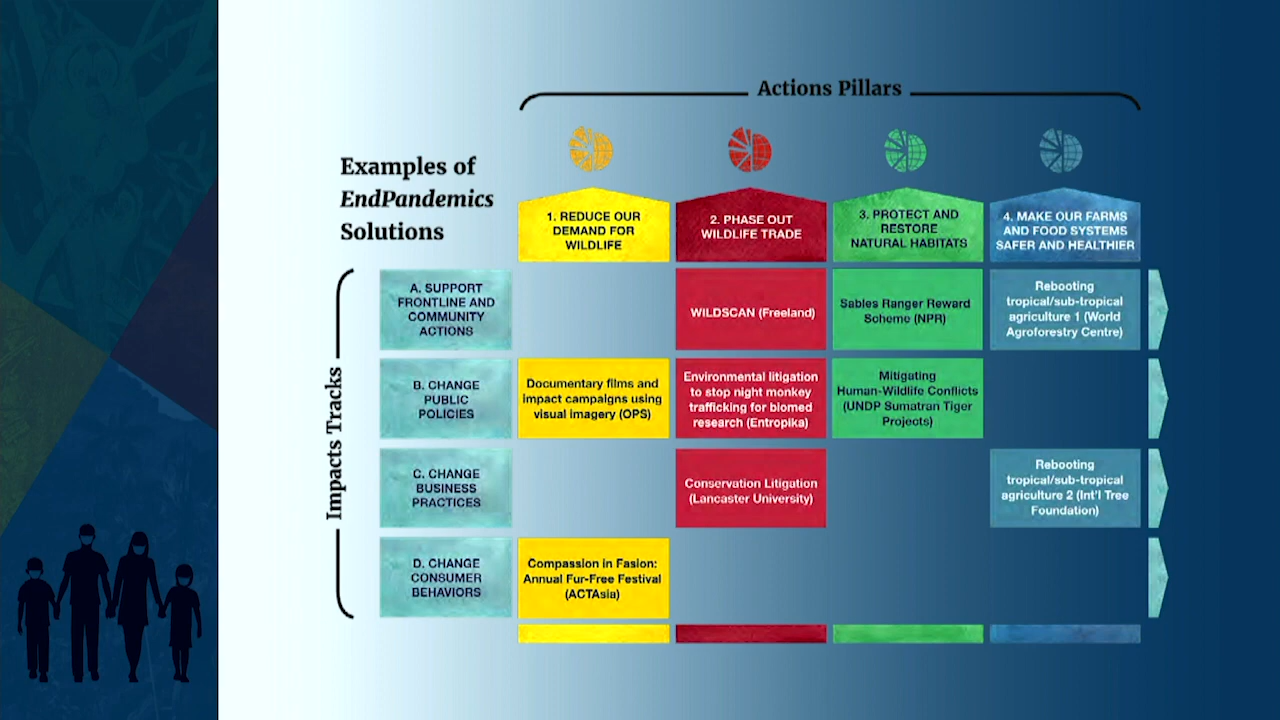 Actions Pillars
Examples of
EndPandemics
Solutions
1. REDUCE OUR
DEMAND FOR
WILDLIFE
2. PHASE OUT
WILDLIFE TRADE
3. PROTECT AND
RESTORE
NATURAL HABITATS
4. MAKE OUR FARMS
AND FOOD SYSTEMS
SAFER AND HEALTHIER
Impacts Tracks
A. SUPPORT
FRONTLINE AND
COMMUNITY
ACTIONS
WILDSCAN (Freeland)
Sables Ranger Reward
Scheme (NPR)
Rebooting
tropical/sub-tropical
agriculture 1 (World
Agroforestry Centre)
B. CHANGE
PUBLIC
POLICIES
Documentary films and
impact campaigns using
visual imagery (OPS)
Environmental litigation
to stop night monkey
trafficking for biomed
research (Entropika)
Mitigating
Human-Wildlife Conflicts
(UNDP Sumatran Tiger
Projects)
C. CHANGE
BUSINESS
PRACTICES
Conservation Litigation
(Lancaster University)
Rebooting
tropical/sub-tropical
agriculture 2 (Int'l Tree
Foundation)
D. CHANGE
CONSUMER
BEHAVIORS
Compassion in Fasion:
Annual Fur-Free Festival
(ACTAsia)